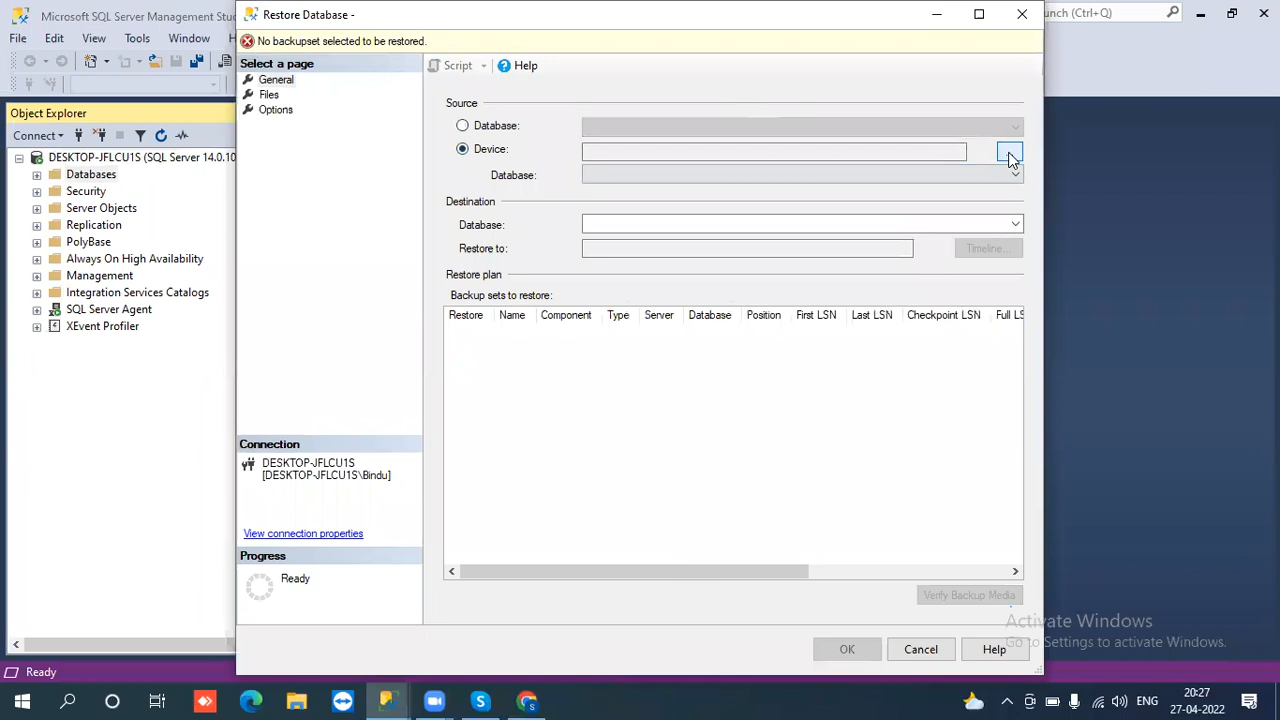 Microsoft SQL Server Management Stud
Restore Database -
unch (Ctrl+Q)
File Edit View Tools Window
No backupset selected to be restored.
Select a page
General
Files
Options
Script
Help
Object Explorer
Connect
DESKTOP-JFLCU1S (SQL Server 14.0.10
Databases
Security
Server Objects
Replication
PolyBase
Always On High Availability
Management
Integration Services Catalogs
SQL Server Agent
XEvent Profiler
Source
Database:
Device:
Database:
Destination
Database:
Restore to:
Timeline...
Restore plan
Backup sets to restore:
Restore Name Component Type Server Database Position First LSN Last LSN Checkpoint LSN Full LS
Connection
DESKTOP-JFLCU1S
[DESKTOP-JFLCU1S\Bindu]
View connection properties
Progress
Ready
Verify Backup Media
Activate Windows
Go to Settings to activate Windows.
OK Cancel Help
Ready
ENG
20:27
27-04-2022